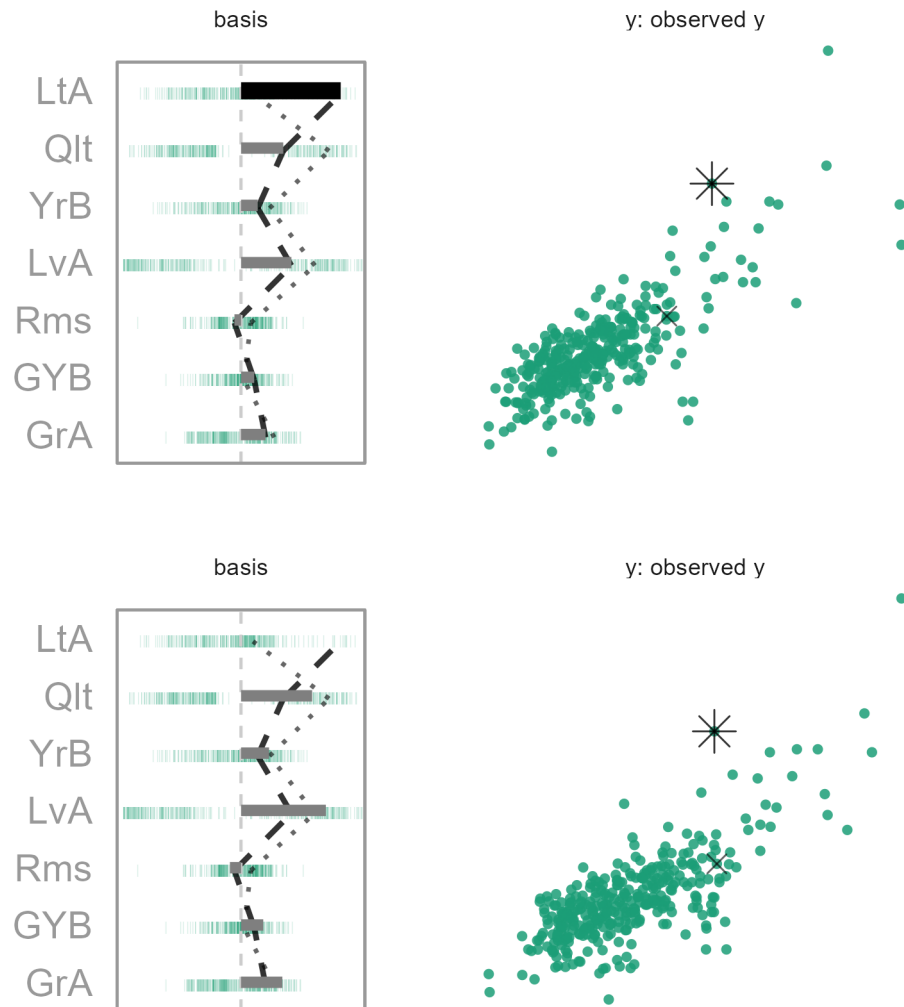 basis
y: observed y
LtA
Qlt
YrB
LvA
Rms
GYB
GrA
basis
y: observed y
LtA
Qlt
YrB
LvA
Rms
GYB
GrA